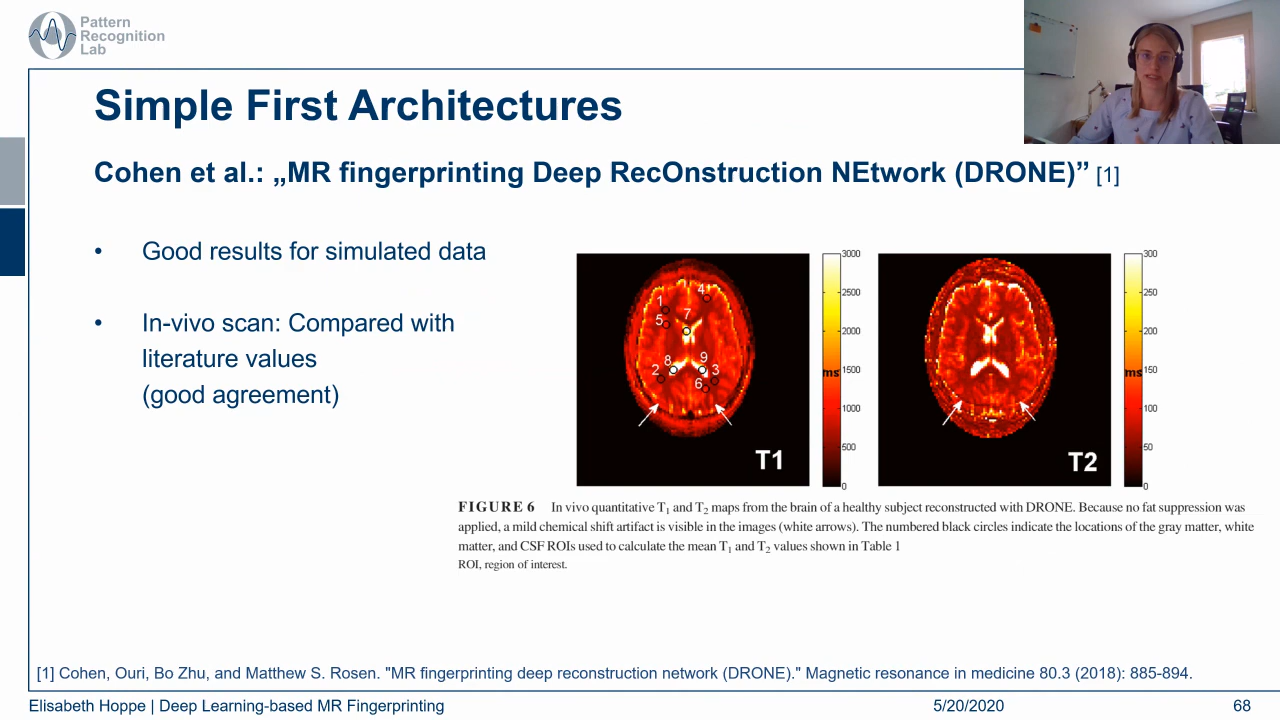 Pattern
Recognition
Lab
Simple First Architectures
Cohen et al.: „MR fingerprinting Deep RecOnstruction NEtwork (DRONE)” [1]
• Good results for simulated data
• In-vivo scan: Compared with
literature values
(good agreement)
1
4
5
7
8
9
2
3
6
T1
3000
2500
2000
ms
1500
1000
500
0
T2
300
250
200
ms
150
100
50
0
FIGURE 6 In vivo quantitative T1 and T2 maps from the brain of a healthy subject reconstructed with DRONE. Because no fat suppression was
applied, a mild chemical shift artifact is visible in the images (white arrows). The numbered black circles indicate the locations of the gray matter, white
matter, and CSF ROIs used to calculate the mean T1 and T2 values shown in Table 1
ROI, region of interest.
[1] Cohen, Ouri, Bo Zhu, and Matthew S. Rosen. "MR fingerprinting deep reconstruction network (DRONE)." Magnetic resonance in medicine 80.3 (2018): 885-894.
Elisabeth Hoppe | Deep Learning-based MR Fingerprinting
5/20/2020
68